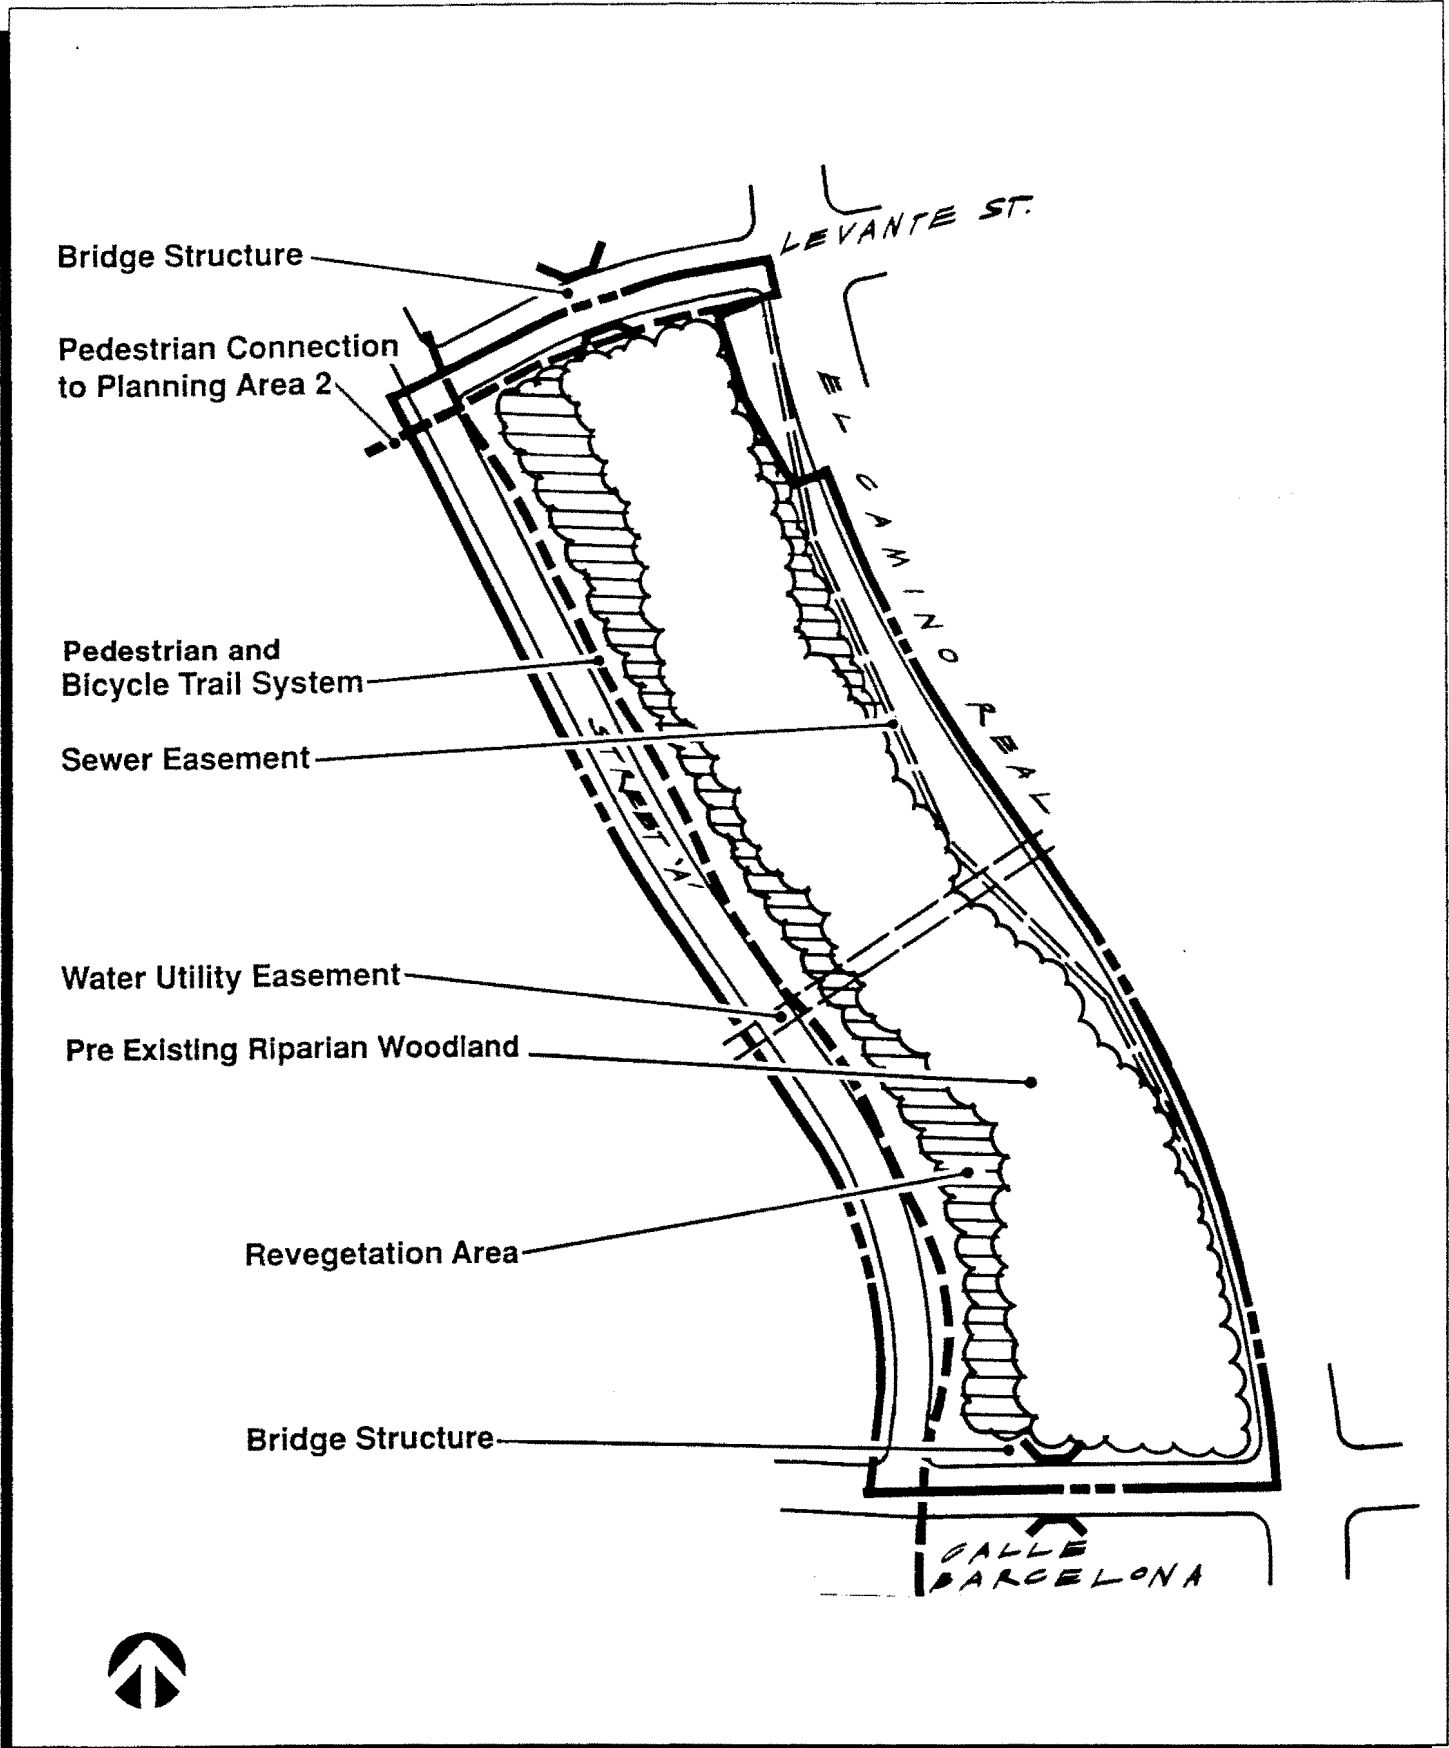 LEVANTE ST.
Bridge Structure
Pedestrian Connection
to Planning Area 2
EL CAMINO REAL
Pedestrian and
Bicycle Trail System
Sewer Easement
STREET 'A'
Water Utility Easement
Pre Existing Riparian Woodland
Revegetation Area
Bridge Structure
CALLE
BARCELONA